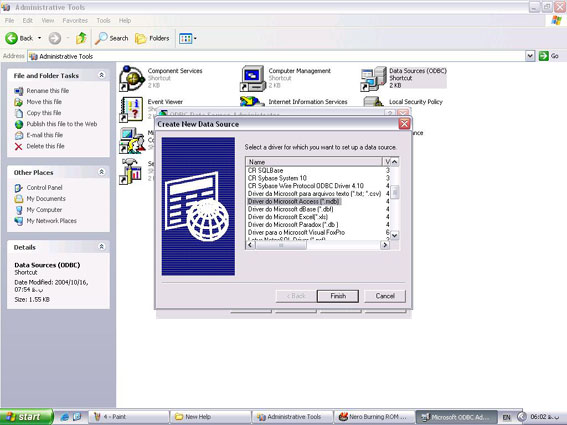 Administrative Tools
File Edit View Favorites Tools Help
Back Search Folders
Address Administrative Tools Go
File and Folder Tasks
Rename this file
Move this file
Copy this file
Publish this file to the Web
E-mail this file
Delete this file
Other Places
Control Panel
My Documents
My Computer
My Network Places
Details
Data Sources (ODBC)
Shortcut
Date Modified: 2004/10/16,
07:54 ب.ظ
Size: 1.55 KB
Component Services
Shortcut
2 KB
Computer Management
Shortcut
2 KB
Data Sources (ODBC)
Shortcut
2 KB
Event Viewer
Shortcut
Internet Information Services
Local Security Policy
ODBC Data Source Administrator
Create New Data Source
Select a driver for which you want to set up a data source.
Name V
CR SQLBase 3
CR Sybase System 10 3
CR Sybase Wire Protocol ODBC Driver 4.10 4
Driver da Microsoft para arquivos texto (*.txt; *.csv) 4
Driver do Microsoft Access (*.mdb) 4
Driver do Microsoft dBase (*.dbf) 4
Driver do Microsoft Excel(*.xls) 4
Driver do Microsoft Paradox (*.db ) 4
Driver para o Microsoft Visual FoxPro 6
< Back Finish Cancel
start 4 - Paint New Help Administrative Tools Nero Burning ROM ... Microsoft ODBC Ad... EN 06:02 ب.ظ